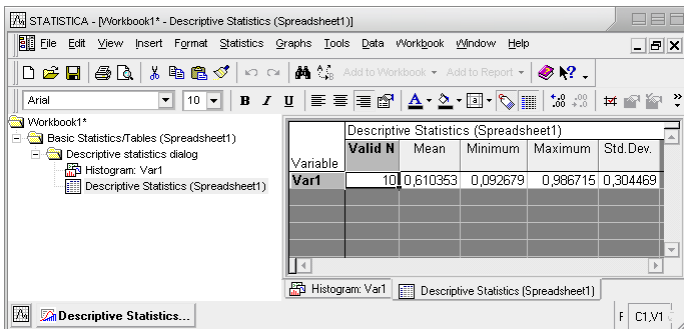 STATISTICA - [Workbook1* - Descriptive Statistics (Spreadsheet1)]
File Edit View Insert Format Statistics Graphs Tools Data Workbook Window Help
Add to Workbook Add to Report
Arial 10 B I U A
Workbook1*
Basic Statistics/Tables (Spreadsheet1)
Descriptive statistics dialog
Histogram: Var1
Descriptive Statistics (Spreadsheet1)
Descriptive Statistics (Spreadsheet1)
Variable Valid N Mean Minimum Maximum Std.Dev.
Var1 10 0,610353 0,092679 0,986715 0,304469
Histogram: Var1 Descriptive Statistics (Spreadsheet1)
Descriptive Statistics... F C1,V1